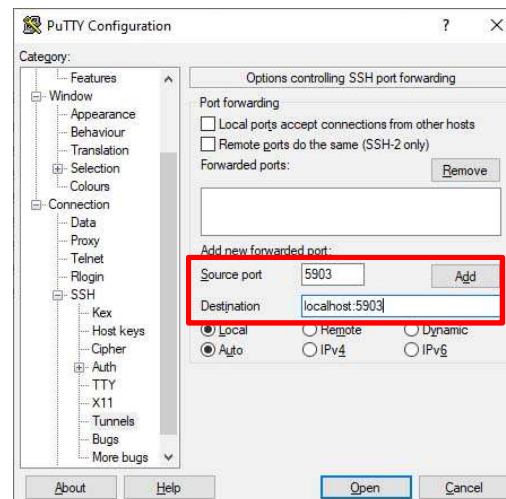 PuTTY Configuration
? X
Category:
Features
Window
Appearance
Behaviour
Translation
Selection
Colours
Connection
Data
Proxy
Telnet
Rlogin
SSH
Kex
Host keys
Cipher
Auth
TTY
X11
Tunnels
Bugs
More bugs
Options controlling SSH port forwarding
Port forwarding
Local ports accept connections from other hosts
Remote ports do the same (SSH-2 only)
Forwarded ports:
Remove
Add new forwarded port:
Source port 5903 Add
Destination localhost:5903
Local Remote Dynamic
Auto IPv4 IPv6
About Help Open Cancel